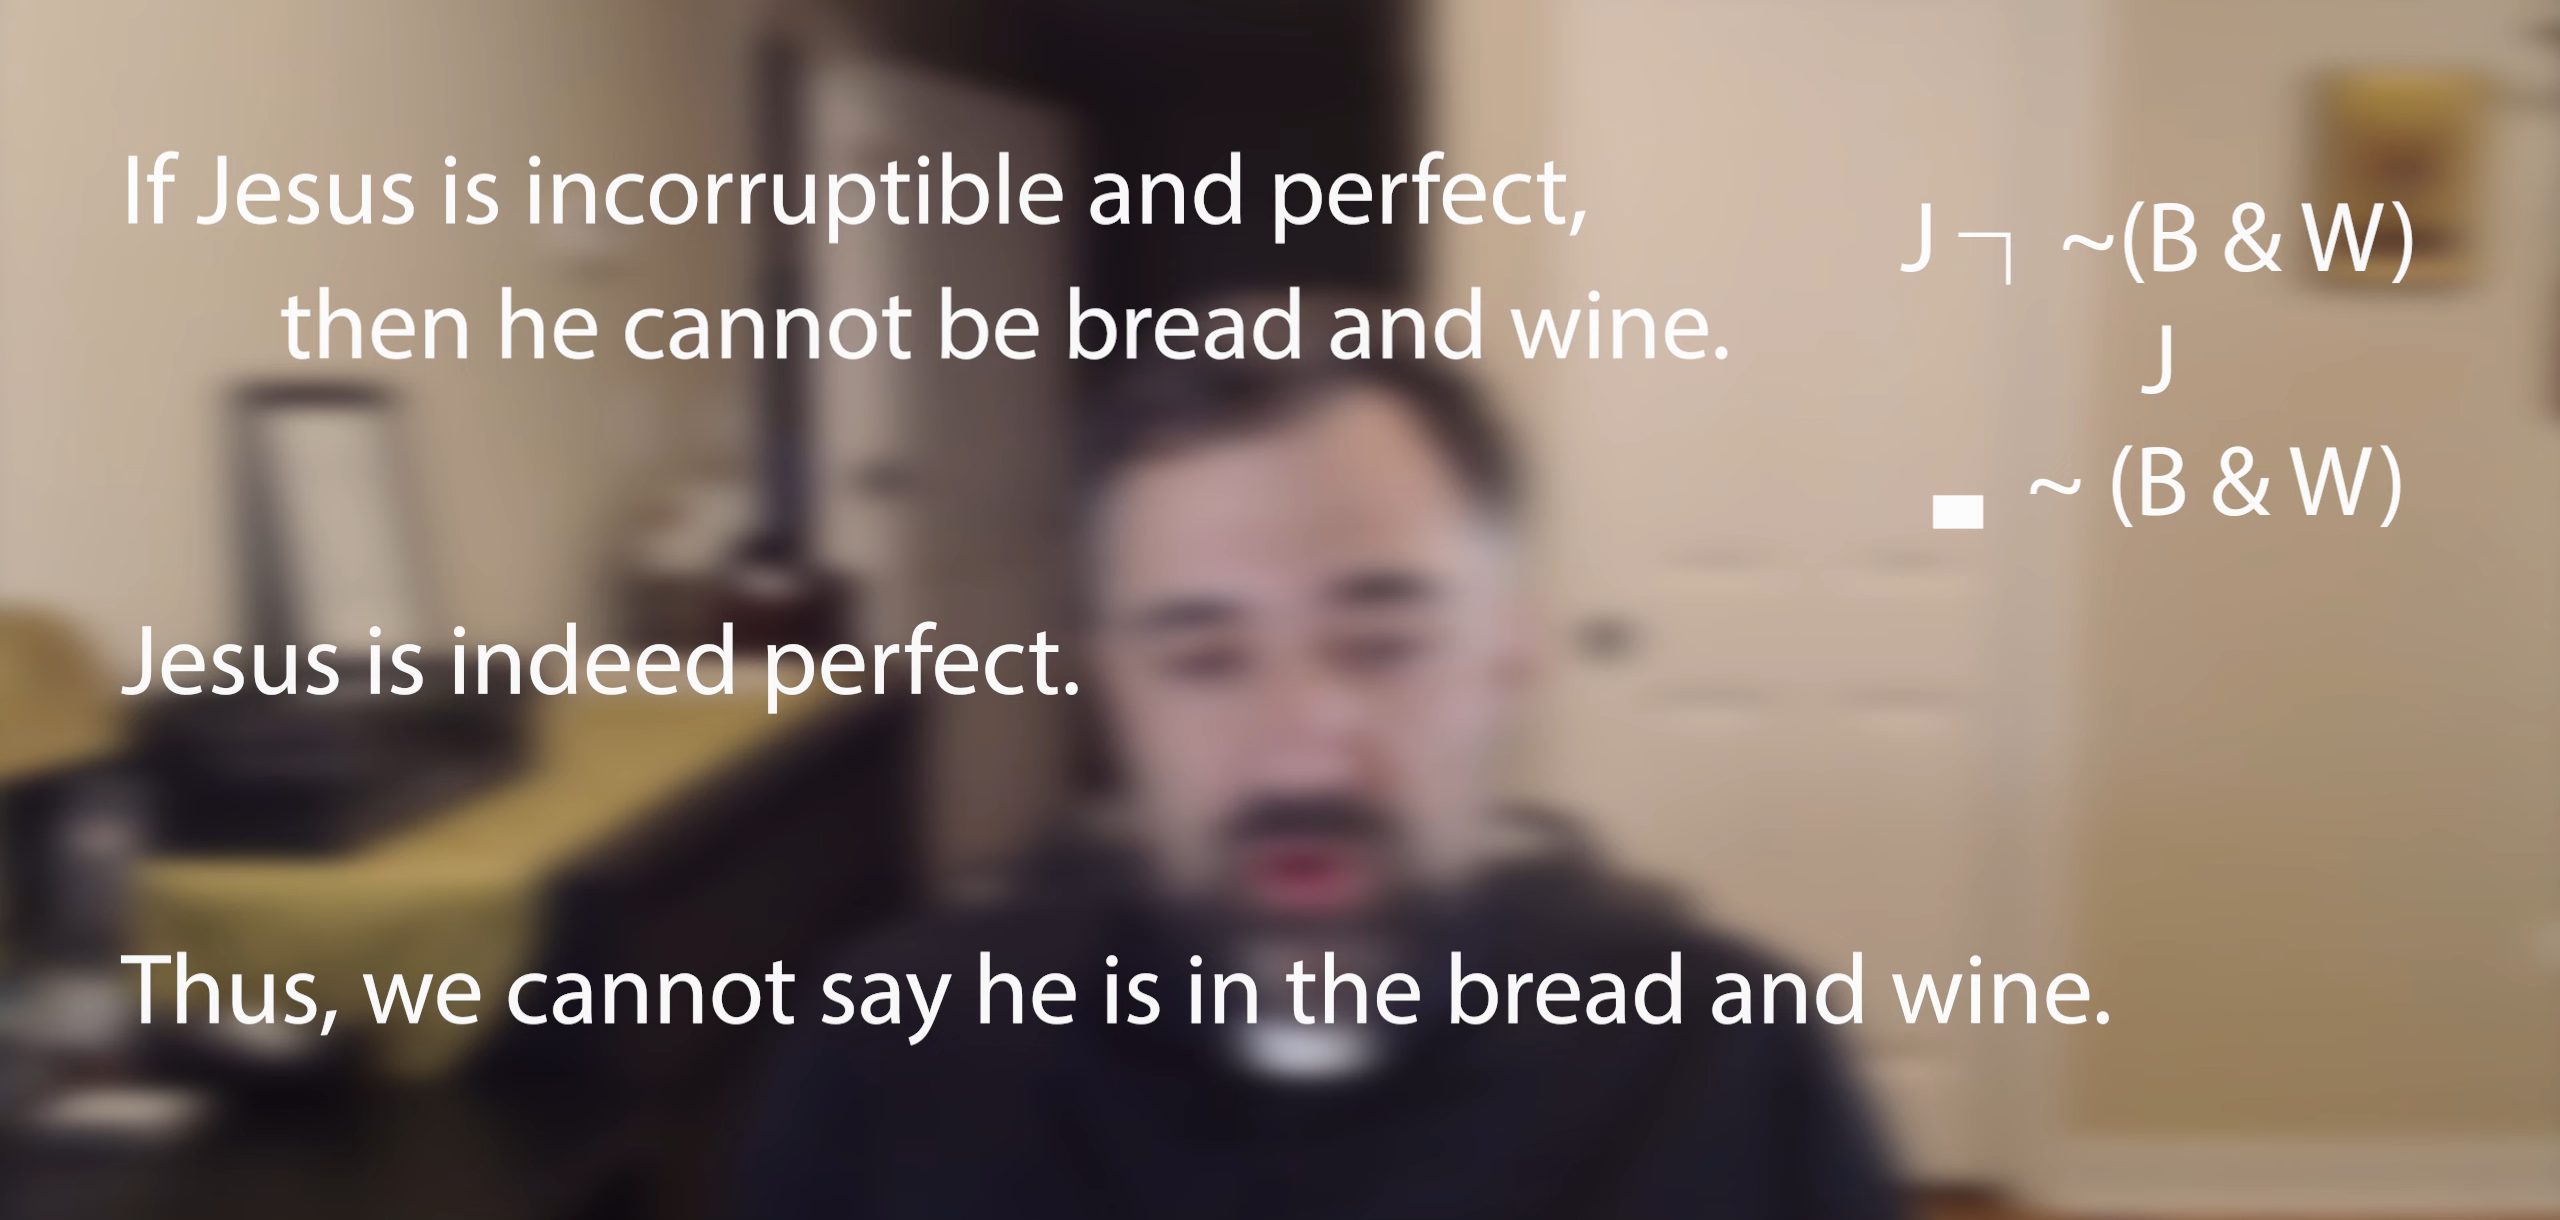 If Jesus is incorruptible and perfect,
then he cannot be bread and wine.
J ┐ ~(B & W)
J
▄ ~ (B & W)
Jesus is indeed perfect.
Thus, we cannot say he is in the bread and wine.